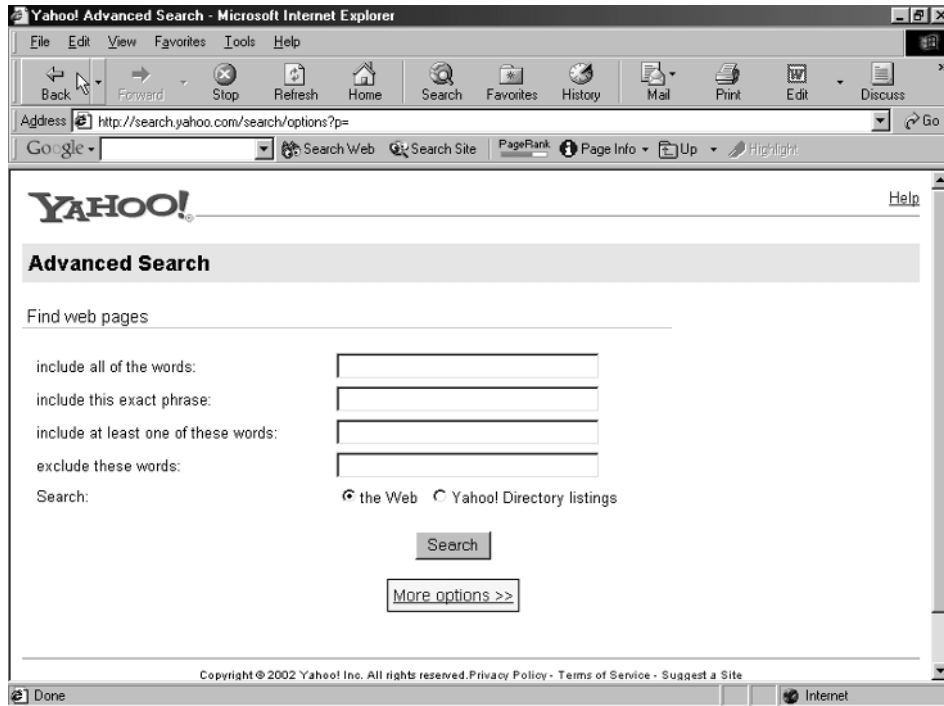 Yahoo! Advanced Search - Microsoft Internet Explorer
File Edit View Favorites Tools Help
Back Forward Stop Refresh Home Search Favorites History Mail Print Edit Discuss »
Address http://search.yahoo.com/search/options?p= Go
Google Search Web Search Site PageRank Page Info Up Highlight
YAHOO! Help
Advanced Search
Find web pages
include all of the words:
include this exact phrase:
include at least one of these words:
exclude these words:
Search: the Web Yahoo! Directory listings
Search
More options >>
Copyright © 2002 Yahoo! Inc. All rights reserved.Privacy Policy - Terms of Service - Suggest a Site
Done Internet